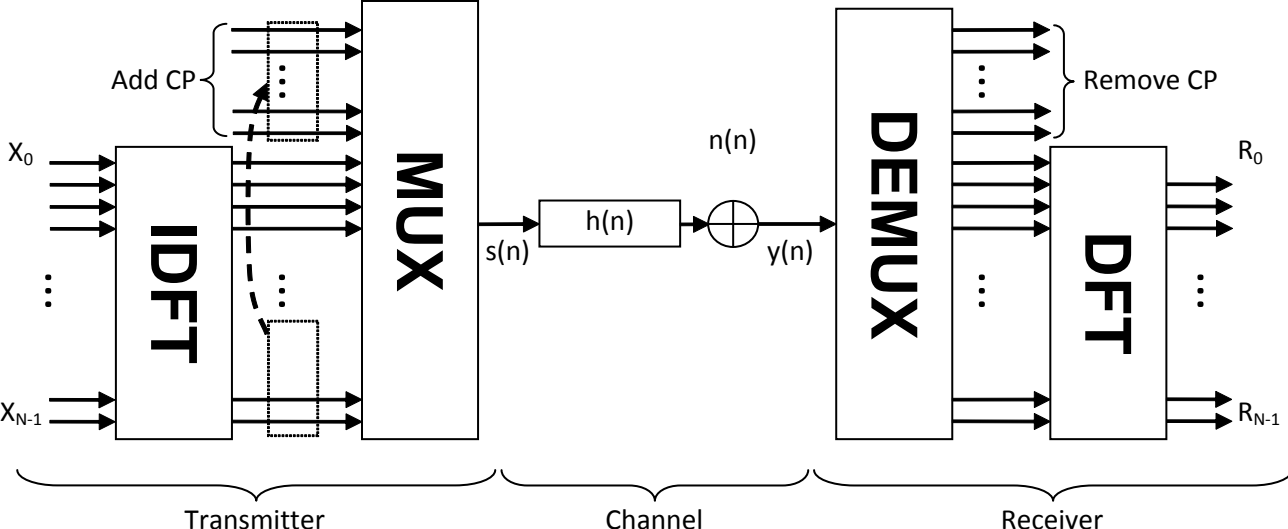 Add CP
X0
XN-1
IDFT
MUX
s(n)
h(n)
n(n)
y(n)
DEMUX
Remove CP
DFT
R0
RN-1
Transmitter
Channel
Receiver